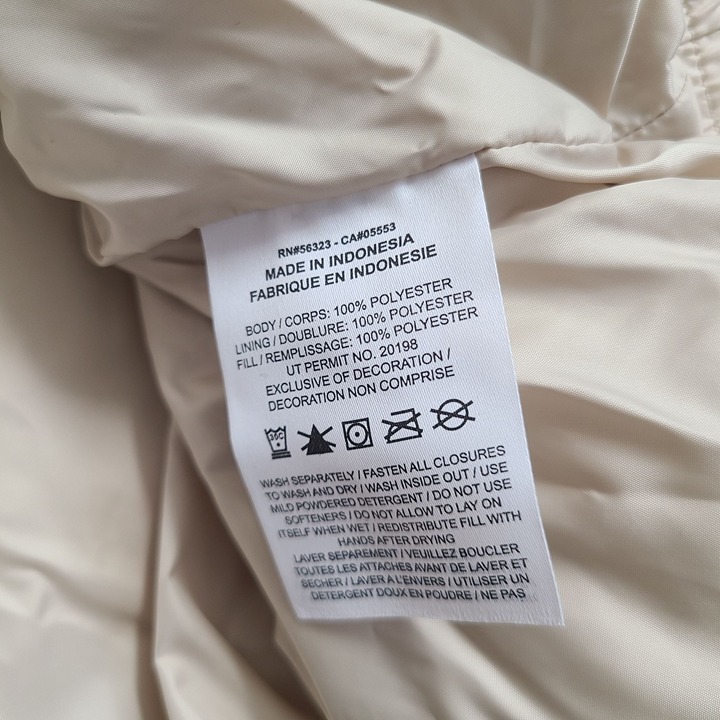 RN#56323 - CA#05553
MADE IN INDONESIA
FABRIQUE EN INDONESIE
BODY / CORPS: 100% POLYESTER
LINING / DOUBLURE: 100% POLYESTER
FILL / REMPLISSAGE: 100% POLYESTER
UT PERMIT NO. 20198
EXCLUSIVE OF DECORATION /
DECORATION NON COMPRISE
30C
WASH SEPARATELY / FASTEN ALL CLOSURES
TO WASH AND DRY / WASH INSIDE OUT / USE
MILD POWDERED DETERGENT / DO NOT USE
SOFTENERS / DO NOT ALLOW TO LAY ON
ITSELF WHEN WET / REDISTRIBUTE FILL WITH
HANDS AFTER DRYING
LAVER SEPAREMENT / VEUILLEZ BOUCLER
TOUTES LES ATTACHES AVANT DE LAVER ET
SECHER / LAVER A L'ENVERS / UTILISER UN
DETERGENT DOUX EN POUDRE / NE PAS